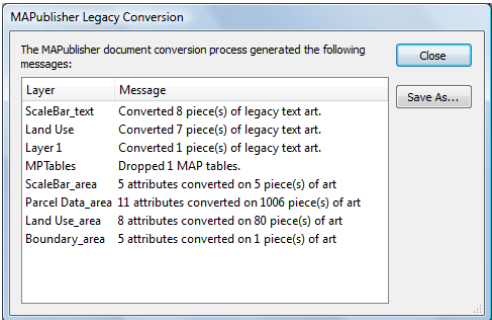 MAPublisher Legacy Conversion
The MAPublisher document conversion process generated the following
messages:
Close
Save As...
Layer Message
ScaleBar_text Converted 8 piece(s) of legacy text art.
Land Use Converted 7 piece(s) of legacy text art.
Layer 1 Converted 1 piece(s) of legacy text art.
MPTables Dropped 1 MAP tables.
ScaleBar_area 5 attributes converted on 5 piece(s) of art
Parcel Data_area 11 attributes converted on 1006 piece(s) of art
Land Use_area 8 attributes converted on 80 piece(s) of art
Boundary_area 5 attributes converted on 1 piece(s) of art